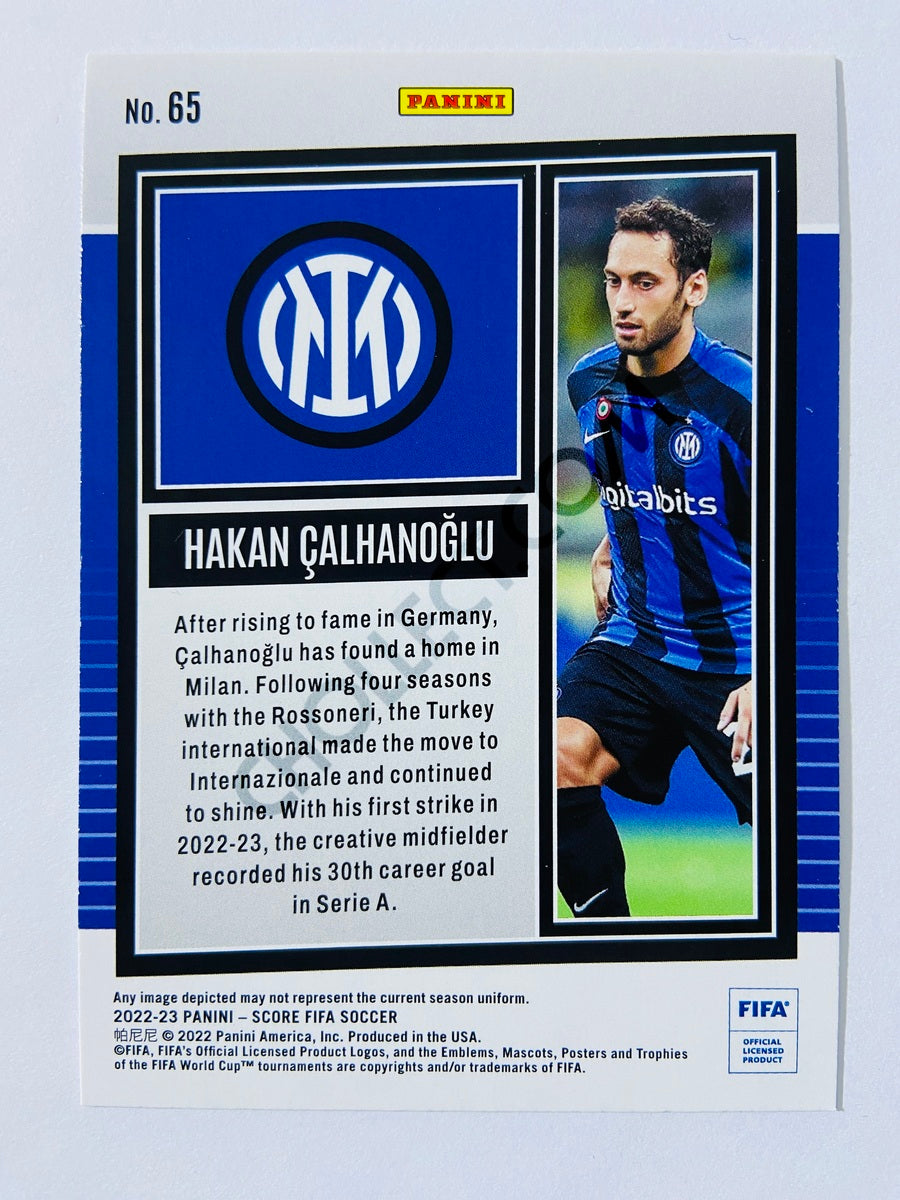 No. 65
PANINI
IM
HAKAN ÇALHANOĞLU
After rising to fame in Germany,
Çalhanoğlu has found a home in
Milan. Following four seasons
with the Rossoneri, the Turkey
international made the move to
Internazionale and continued
to shine. With his first strike in
2022-23, the creative midfielder
recorded his 30th career goal
in Serie A.
IM
igitalbits
CHOLLECT.COM
Any image depicted may not represent the current season uniform.
2022-23 PANINI – SCORE FIFA SOCCER
帕尼尼 © 2022 Panini America, Inc. Produced in the USA.
©FIFA, FIFA's Official Licensed Product Logos, and the Emblems, Mascots, Posters and Trophies
of the FIFA World Cup™ tournaments are copyrights and/or trademarks of FIFA.
FIFA®
OFFICIAL
LICENSED
PRODUCT